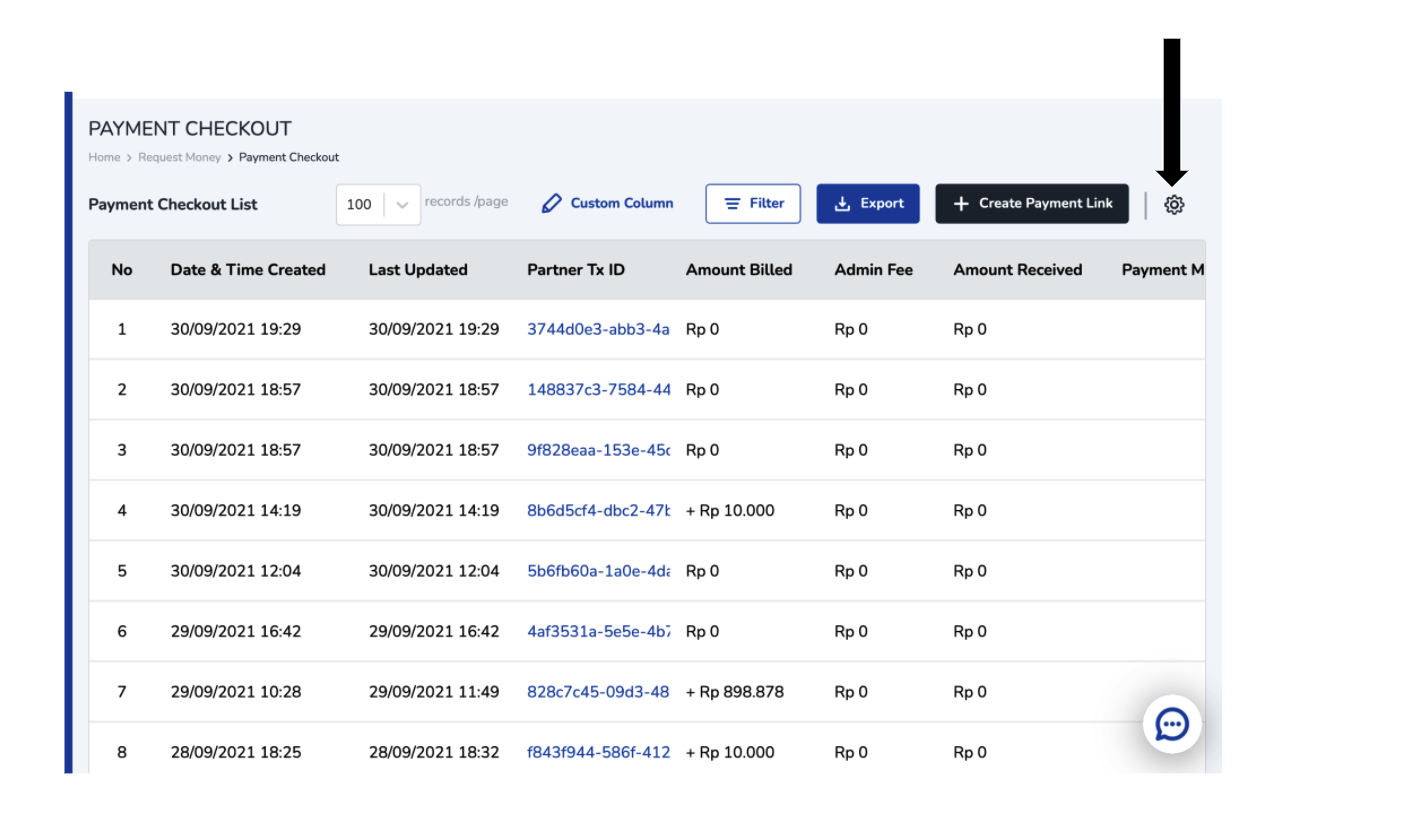 PAYMENT CHECKOUT
Home > Request Money > Payment Checkout
Payment Checkout List 100 records /page Custom Column Filter Export + Create Payment Link
No Date & Time Created Last Updated Partner Tx ID Amount Billed Admin Fee Amount Received Payment M
1 30/09/2021 19:29 30/09/2021 19:29 3744d0e3-abb3-4a Rp 0 Rp 0 Rp 0
2 30/09/2021 18:57 30/09/2021 18:57 148837c3-7584-44 Rp 0 Rp 0 Rp 0
3 30/09/2021 18:57 30/09/2021 18:57 9f828eaa-153e-45c Rp 0 Rp 0 Rp 0
4 30/09/2021 14:19 30/09/2021 14:19 8b6d5cf4-dbc2-47b + Rp 10.000 Rp 0 Rp 0
5 30/09/2021 12:04 30/09/2021 12:04 5b6fb60a-1a0e-4da Rp 0 Rp 0 Rp 0
6 29/09/2021 16:42 29/09/2021 16:42 4af3531a-5e5e-4b7 Rp 0 Rp 0 Rp 0
7 29/09/2021 10:28 29/09/2021 11:49 828c7c45-09d3-48 + Rp 898.878 Rp 0 Rp 0
8 28/09/2021 18:25 28/09/2021 18:32 f843f944-586f-412 + Rp 10.000 Rp 0 Rp 0